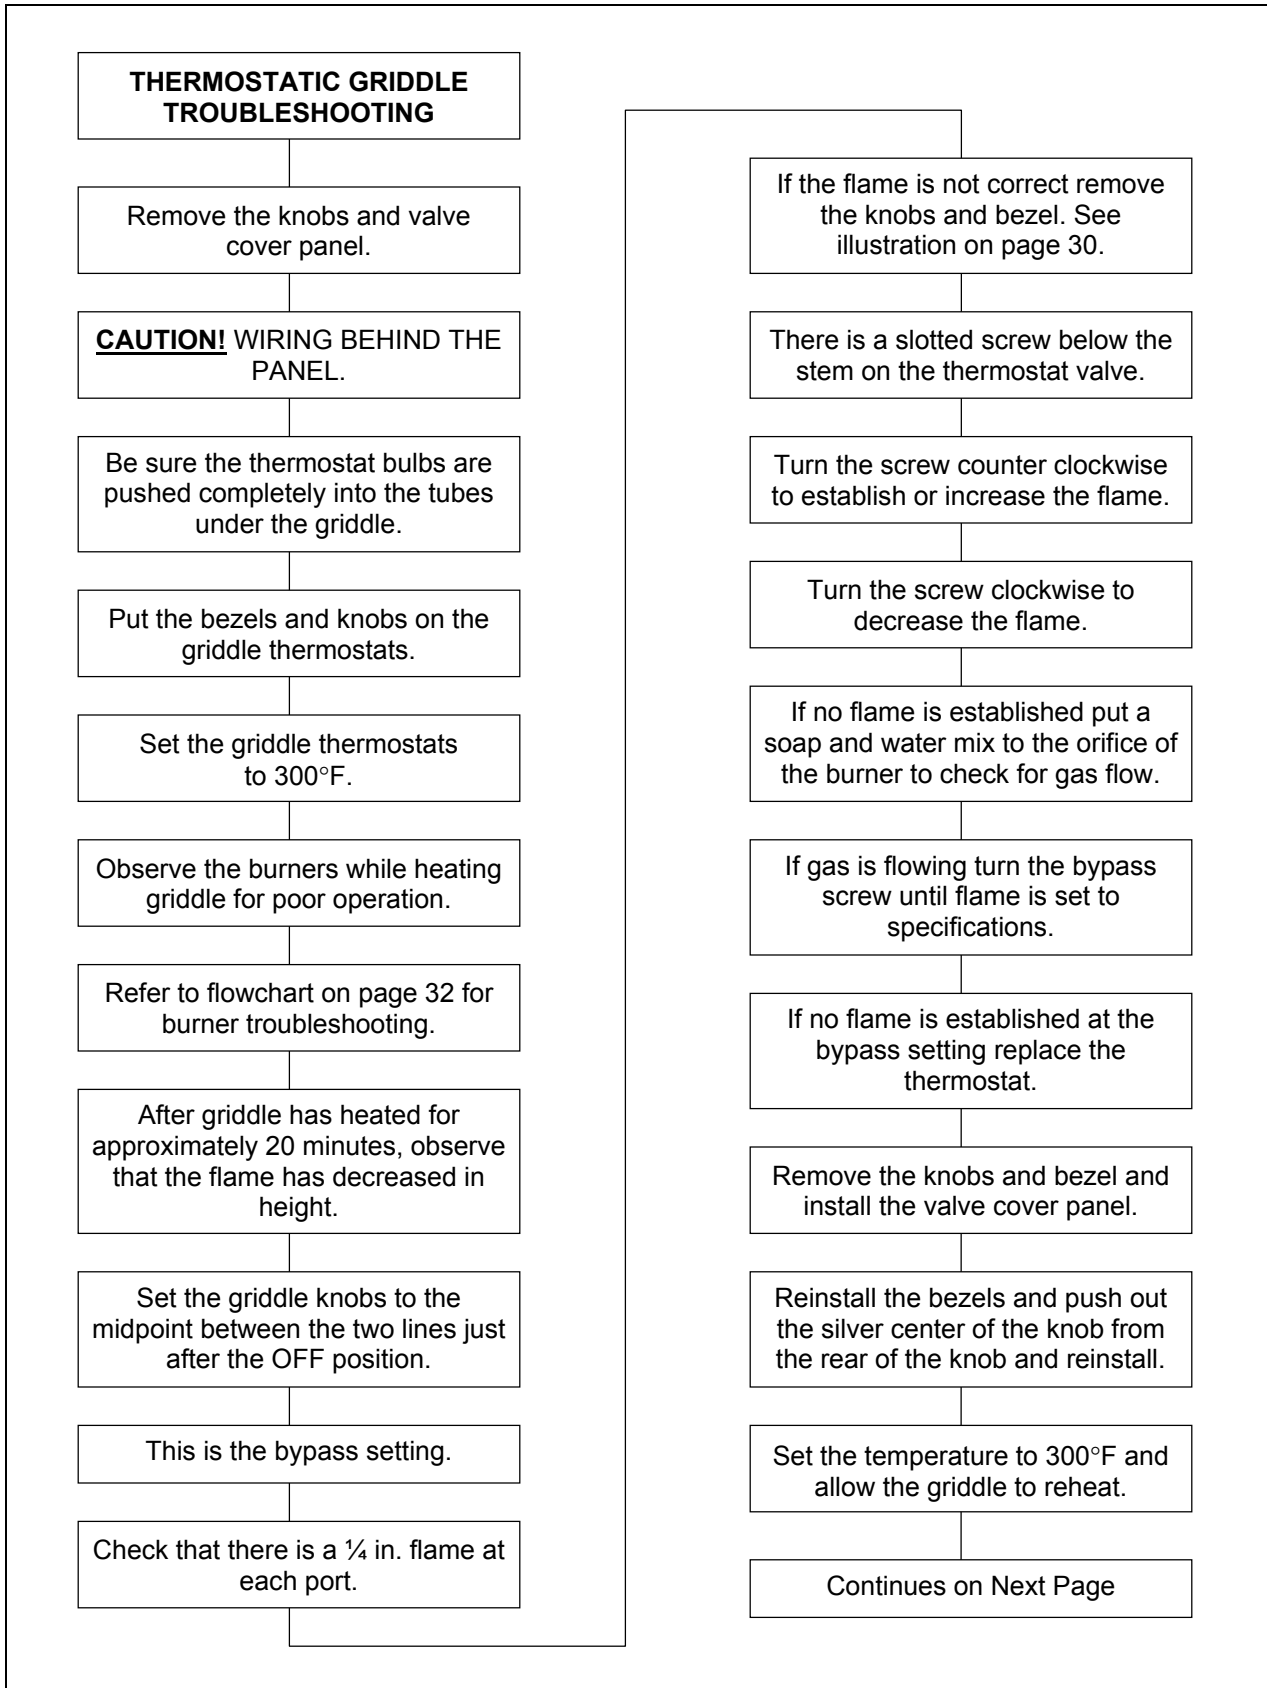 THERMOSTATIC GRIDDLE
TROUBLESHOOTING
Remove the knobs and valve
cover panel.
CAUTION! WIRING BEHIND THE
PANEL.
Be sure the thermostat bulbs are
pushed completely into the tubes
under the griddle.
Put the bezels and knobs on the
griddle thermostats.
Set the griddle thermostats
to 300°F.
Observe the burners while heating
griddle for poor operation.
Refer to flowchart on page 32 for
burner troubleshooting.
After griddle has heated for
approximately 20 minutes, observe
that the flame has decreased in
height.
Set the griddle knobs to the
midpoint between the two lines just
after the OFF position.
This is the bypass setting.
Check that there is a ¼ in. flame at
each port.
If the flame is not correct remove
the knobs and bezel. See
illustration on page 30.
There is a slotted screw below the
stem on the thermostat valve.
Turn the screw counter clockwise
to establish or increase the flame.
Turn the screw clockwise to
decrease the flame.
If no flame is established put a
soap and water mix to the orifice of
the burner to check for gas flow.
If gas is flowing turn the bypass
screw until flame is set to
specifications.
If no flame is established at the
bypass setting replace the
thermostat.
Remove the knobs and bezel and
install the valve cover panel.
Reinstall the bezels and push out
the silver center of the knob from
the rear of the knob and reinstall.
Set the temperature to 300°F and
allow the griddle to reheat.
Continues on Next Page